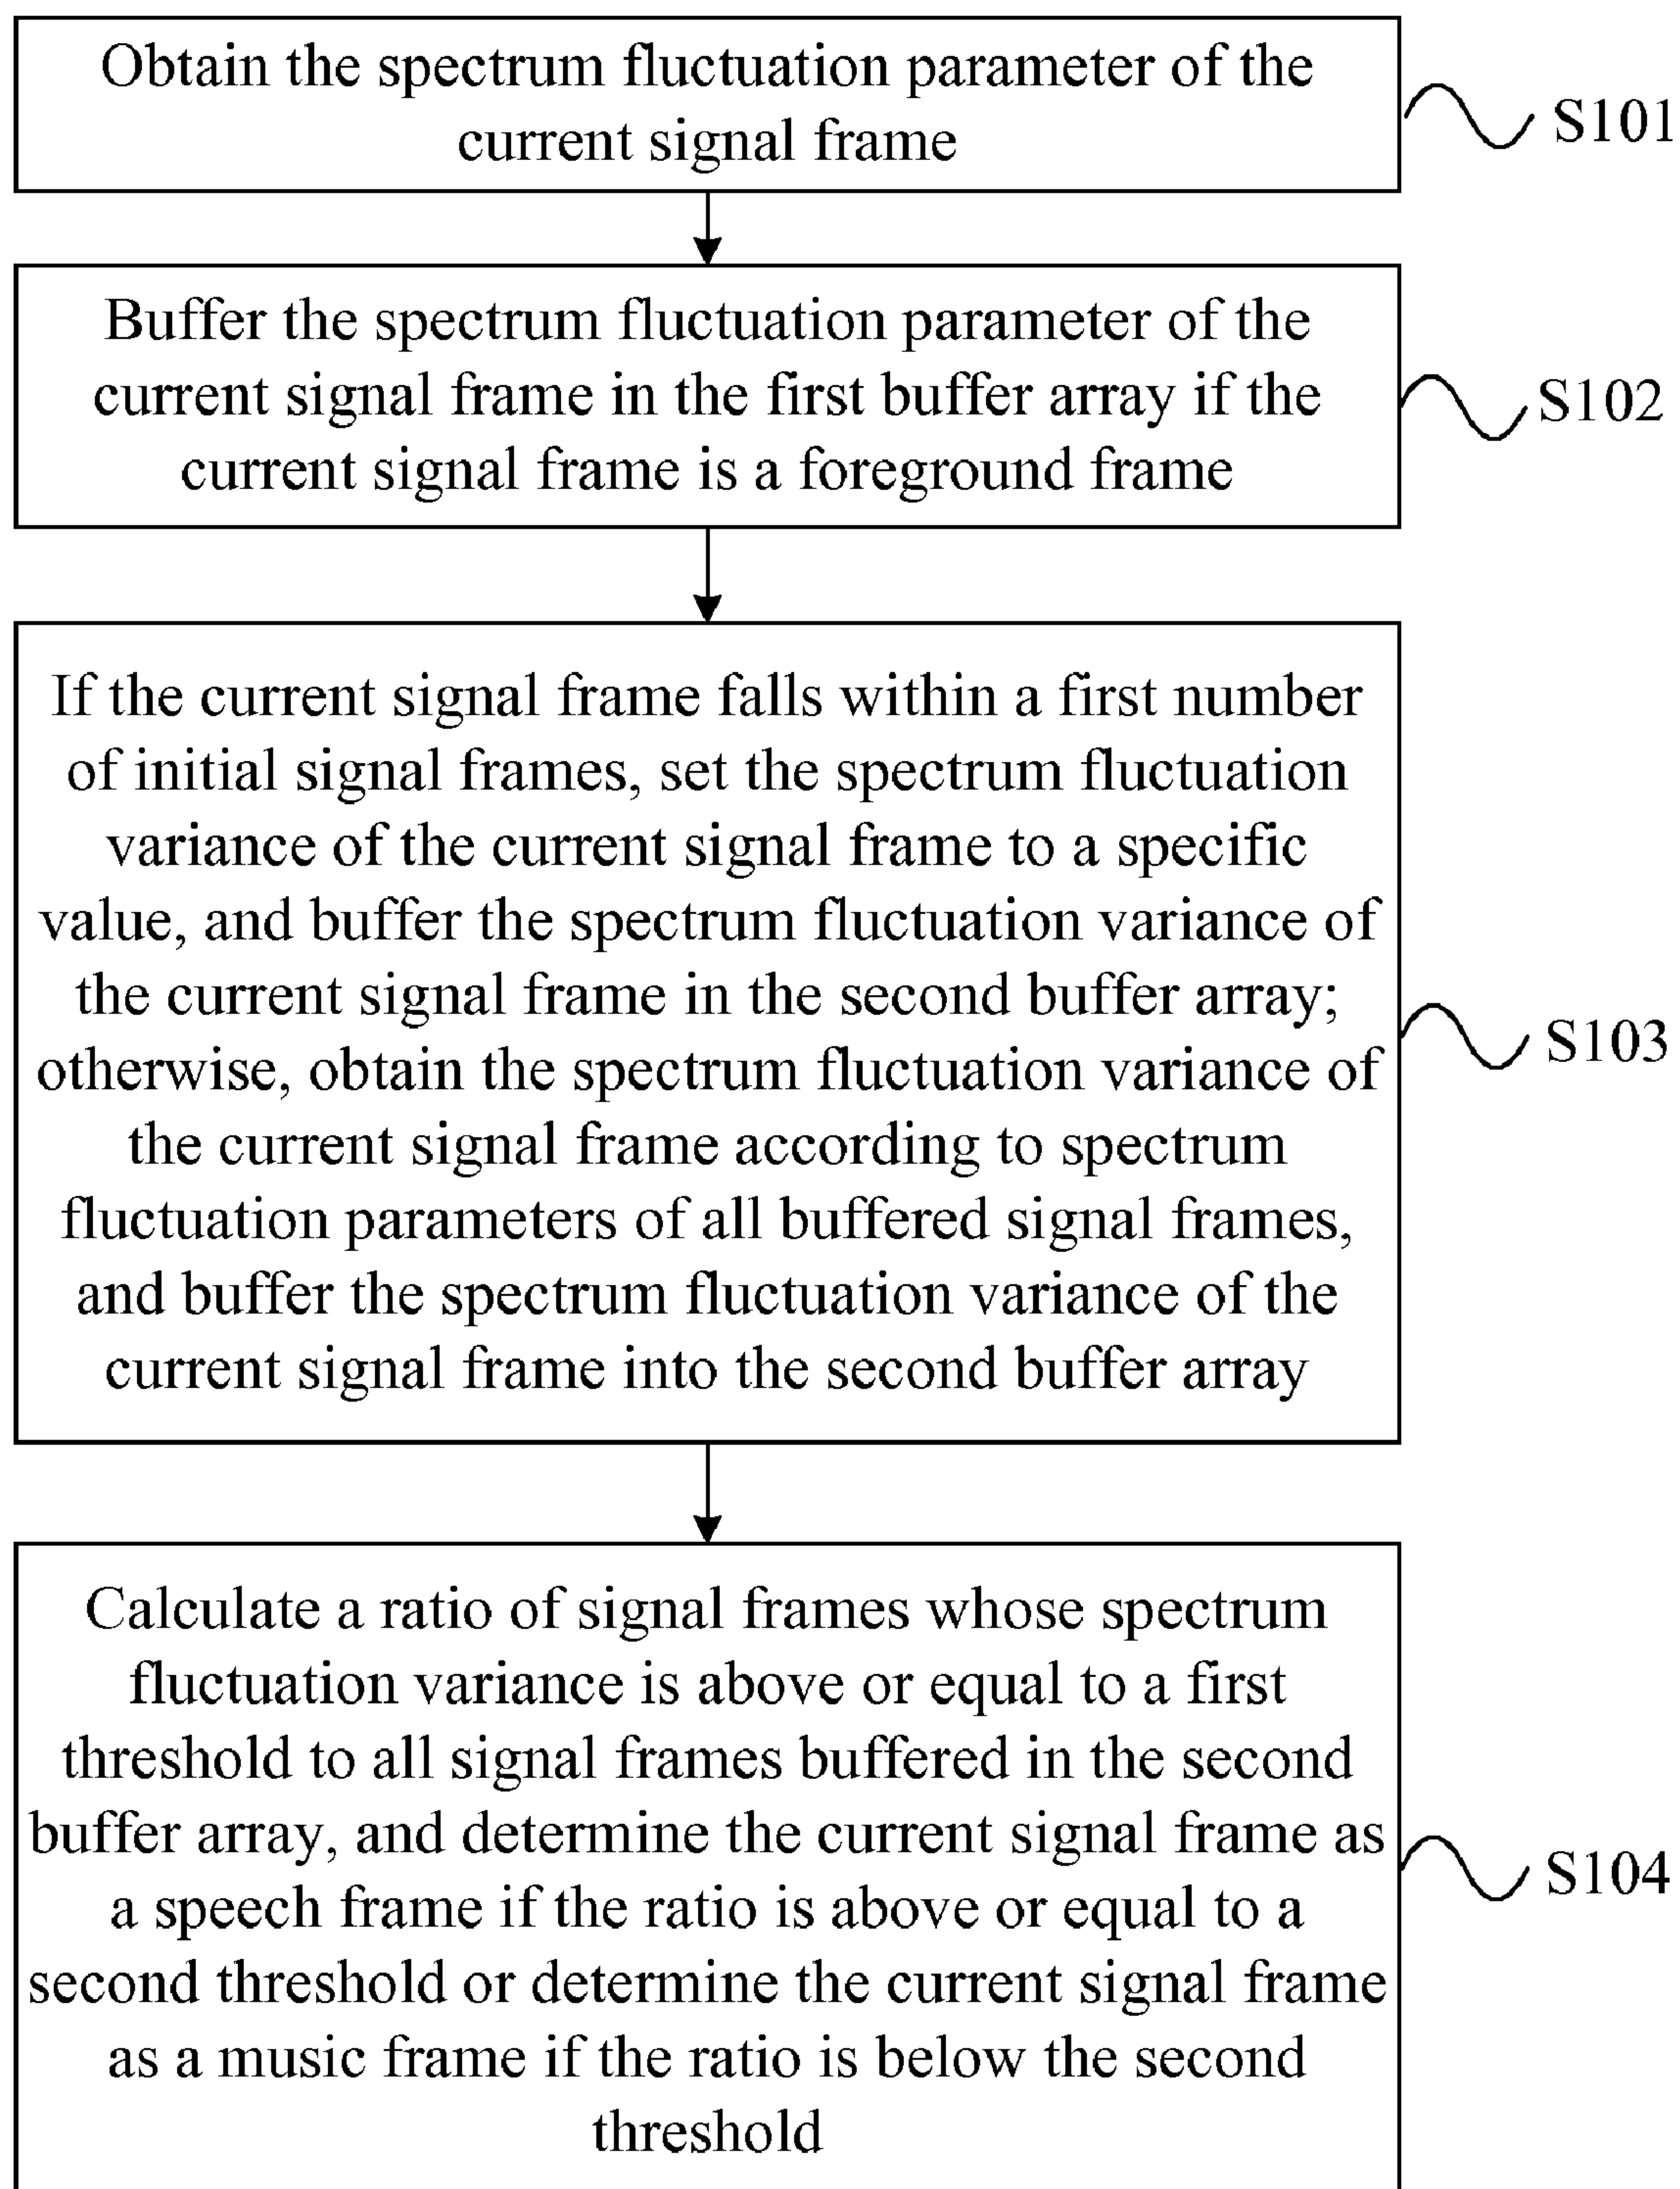 Obtain the spectrum fluctuation parameter of the
current signal frame
S101
Buffer the spectrum fluctuation parameter of the
current signal frame in the first buffer array if the
current signal frame is a foreground frame
S102
If the current signal frame falls within a first number
of initial signal frames, set the spectrum fluctuation
variance of the current signal frame to a specific
value, and buffer the spectrum fluctuation variance of
the current signal frame in the second buffer array;
otherwise, obtain the spectrum fluctuation variance of
the current signal frame according to spectrum
fluctuation parameters of all buffered signal frames,
and buffer the spectrum fluctuation variance of the
current signal frame into the second buffer array
S103
Calculate a ratio of signal frames whose spectrum
fluctuation variance is above or equal to a first
threshold to all signal frames buffered in the second
buffer array, and determine the current signal frame as
a speech frame if the ratio is above or equal to a
second threshold or determine the current signal frame
as a music frame if the ratio is below the second
threshold
S104